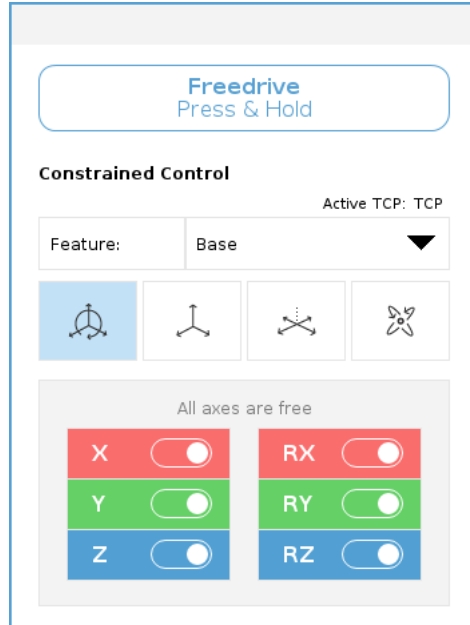 Freedrive
Press & Hold
Constrained Control
Active TCP: TCP
Feature: Base
All axes are free
X RX
Y RY
Z RZ